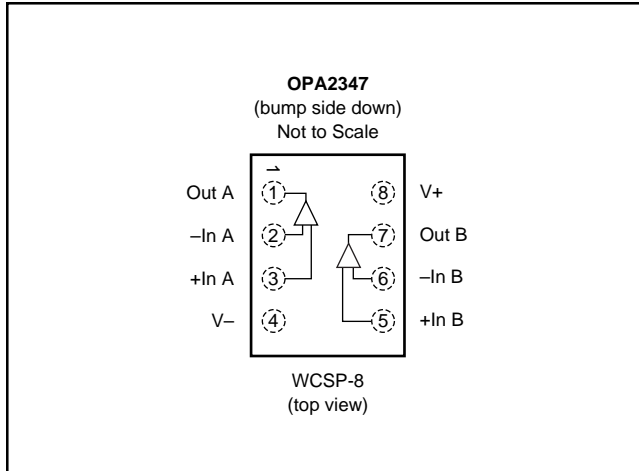 OPA2347
(bump side down)
Not to Scale
1
Out A 1 8 V+
–In A 2 7 Out B
+In A 3 6 –In B
V– 4 5 +In B
WCSP-8
(top view)